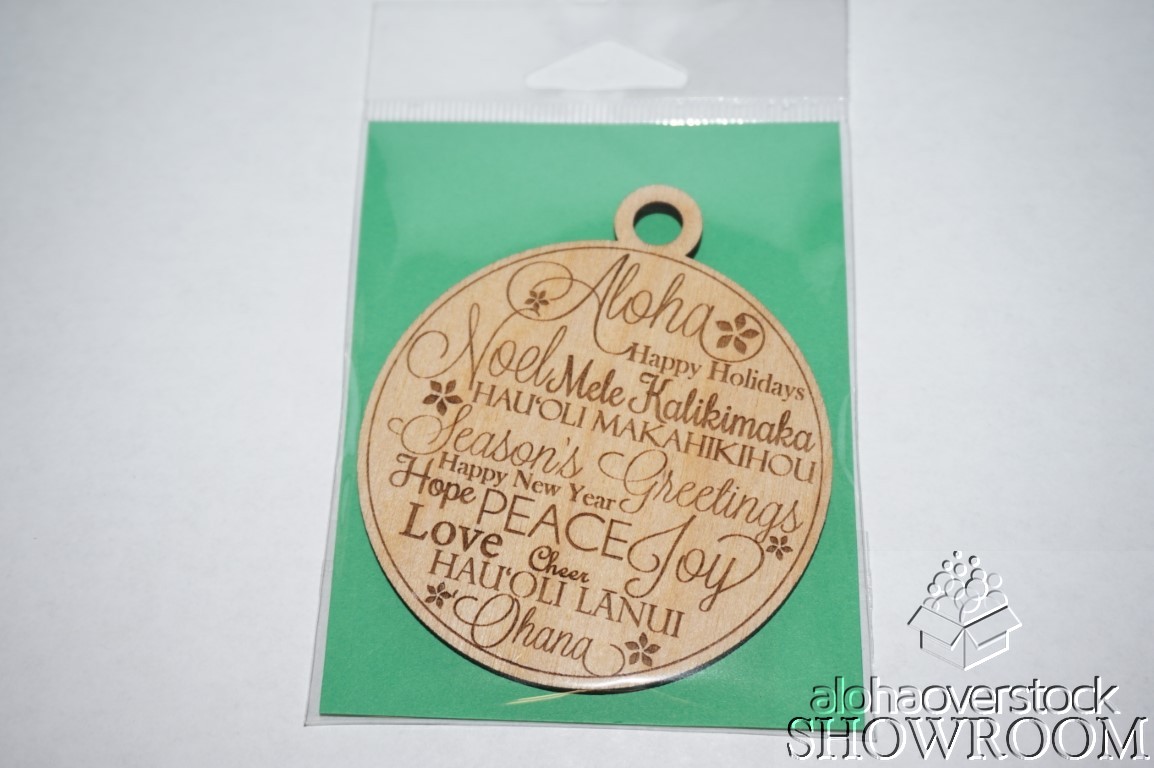 Aloha
Happy Holidays
Noel
Mele Kalikimaka
HAU‘OLI MAKAHIKIHOU
Season's Greetings
Happy New Year
Hope
PEACE
Joy
Love
Cheer
HAU‘OLI LANUI
Ohana
alohaoverstock
SHOWROOM